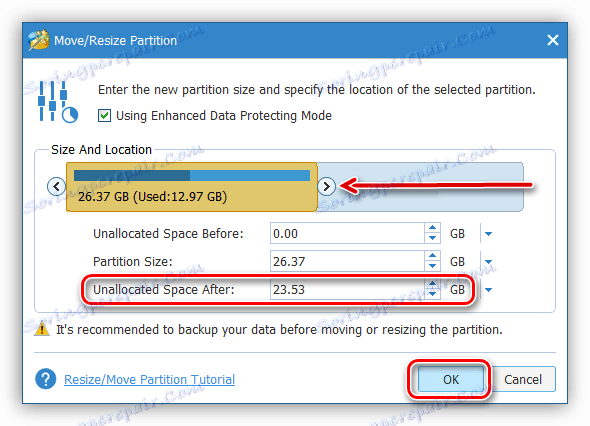 Move/Resize Partition
Enter the new partition size and specify the location of the selected partition.
Using Enhanced Data Protecting Mode
Size And Location
26.37 GB (Used:12.97 GB)
Unallocated Space Before: 0.00 GB
Partition Size: 26.37 GB
Unallocated Space After: 23.53 GB
It's recommended to backup your data before moving or resizing the partition.
? Resize/Move Partition Tutorial OK Cancel